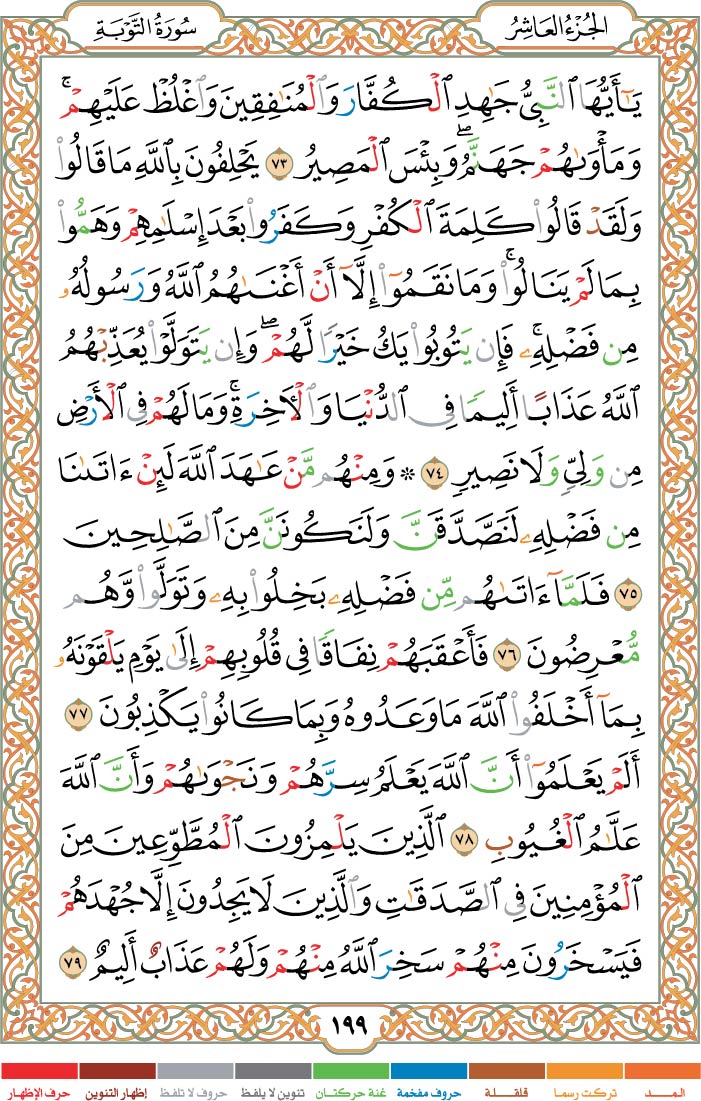 الجُزْءُ العَاشِرُ
سُورَةُ التَّوْبَةِ
يَـٰٓأَيُّهَا ٱلنَّبِىُّ جَـٰهِدِ ٱلْكُفَّارَ وَٱلْمُنَـٰفِقِينَ وَٱغْلُظْ عَلَيْهِمْ ۚ
وَمَأْوَىٰهُمْ جَهَنَّمُ ۖ وَبِئْسَ ٱلْمَصِيرُ ٧٣ يَحْلِفُونَ بِٱللَّهِ مَا قَالُوا۟
وَلَقَدْ قَالُوا۟ كَلِمَةَ ٱلْكُفْرِ وَكَفَرُوا۟ بَعْدَ إِسْلَـٰمِهِمْ وَهَمُّوا۟
بِمَا لَمْ يَنَالُوا۟ ۚ وَمَا نَقَمُوٓا۟ إِلَّآ أَنْ أَغْنَىٰهُمُ ٱللَّهُ وَرَسُولُهُۥ
مِن فَضْلِهِۦ ۚ فَإِن يَتُوبُوا۟ يَكُ خَيْرًا لَّهُمْ ۖ وَإِن يَتَوَلَّوْا۟ يُعَذِّبْهُمُ
ٱللَّهُ عَذَابًا أَلِيمًا فِى ٱلدُّنْيَا وَٱلْـَٔاخِرَةِ ۚ وَمَا لَهُمْ فِى ٱلْأَرْضِ
مِن وَلِىٍّ وَلَا نَصِيرٍ ٧٤ ۞ وَمِنْهُم مَّنْ عَـٰهَدَ ٱللَّهَ لَئِنْ ءَاتَىٰنَا
مِن فَضْلِهِۦ لَنَصَّدَّقَنَّ وَلَنَكُونَنَّ مِنَ ٱلصَّـٰلِحِينَ
٧٥ فَلَمَّآ ءَاتَىٰهُم مِّن فَضْلِهِۦ بَخِلُوا۟ بِهِۦ وَتَوَلَّوا۟ وَّهُم
مُّعْرِضُونَ ٧٦ فَأَعْقَبَهُمْ نِفَاقًا فِى قُلُوبِهِمْ إِلَىٰ يَوْمِ يَلْقَوْنَهُۥ
بِمَآ أَخْلَفُوا۟ ٱللَّهَ مَا وَعَدُوهُ وَبِمَا كَانُوا۟ يَكْذِبُونَ ٧٧
أَلَمْ يَعْلَمُوٓا۟ أَنَّ ٱللَّهَ يَعْلَمُ سِرَّهُمْ وَنَجْوَىٰهُمْ وَأَنَّ ٱللَّهَ
عَلَّـٰمُ ٱلْغُيُوبِ ٧٨ ٱلَّذِينَ يَلْمِزُونَ ٱلْمُطَّوِّعِينَ مِنَ
ٱلْمُؤْمِنِينَ فِى ٱلصَّدَقَـٰتِ وَٱلَّذِينَ لَا يَجِدُونَ إِلَّا جُهْدَهُمْ
فَيَسْخَرُونَ مِنْهُمْ سَخِرَ ٱللَّهُ مِنْهُمْ وَلَهُمْ عَذَابٌ أَلِيمٌ ٧٩
١٩٩
المـــد تركت رسما قلقلة حروف مفخمة غنة حركتان تنوين لا يلفظ حروف لا تلفظ إظهار التنوين حرف الإظهار